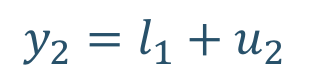 y₂ = l₁ + u₂